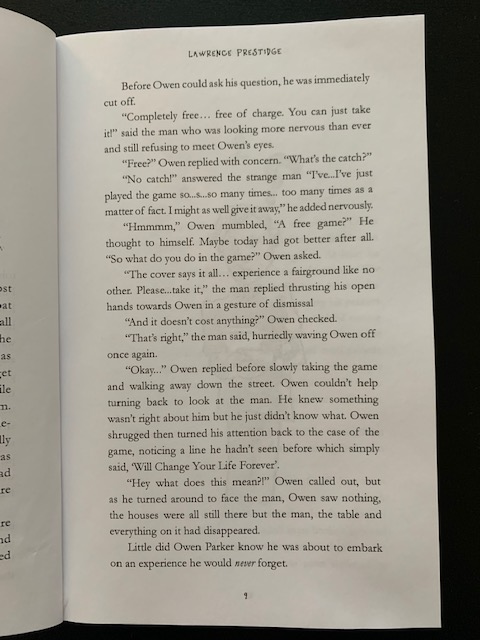 LAWRENCE PRESTIDGE
Before Owen could ask his question, he was immediately
cut off.
“Completely free… free of charge. You can just take
it!” said the man who was looking more nervous than ever
and still refusing to meet Owen's eyes.
“Free?” Owen replied with concern. “What's the catch?”
“No catch!” answered the strange man “I've...I've just
played the game so...s...so many times... too many times as a
matter of fact. I might as well give it away,” he added nervously.
“Hmmmm,” Owen mumbled, “A free game?” He
thought to himself. Maybe today had got better after all.
“So what do you do in the game?” Owen asked.
“The cover says it all… experience a fairground like no
other. Please...take it,” the man replied thrusting his open
hands towards Owen in a gesture of dismissal
“And it doesn't cost anything?” Owen checked.
“That's right,” the man said, hurriedly waving Owen off
once again.
“Okay...” Owen replied before slowly taking the game
and walking away down the street. Owen couldn't help
turning back to look at the man. He knew something
wasn't right about him but he just didn't know what. Owen
shrugged then turned his attention back to the case of the
game, noticing a line he hadn't seen before which simply
said, ‘Will Change Your Life Forever’.
“Hey what does this mean?!” Owen called out, but
as he turned around to face the man, Owen saw nothing,
the houses were all still there but the man, the table and
everything on it had disappeared.
Little did Owen Parker know he was about to embark
on an experience he would never forget.
9